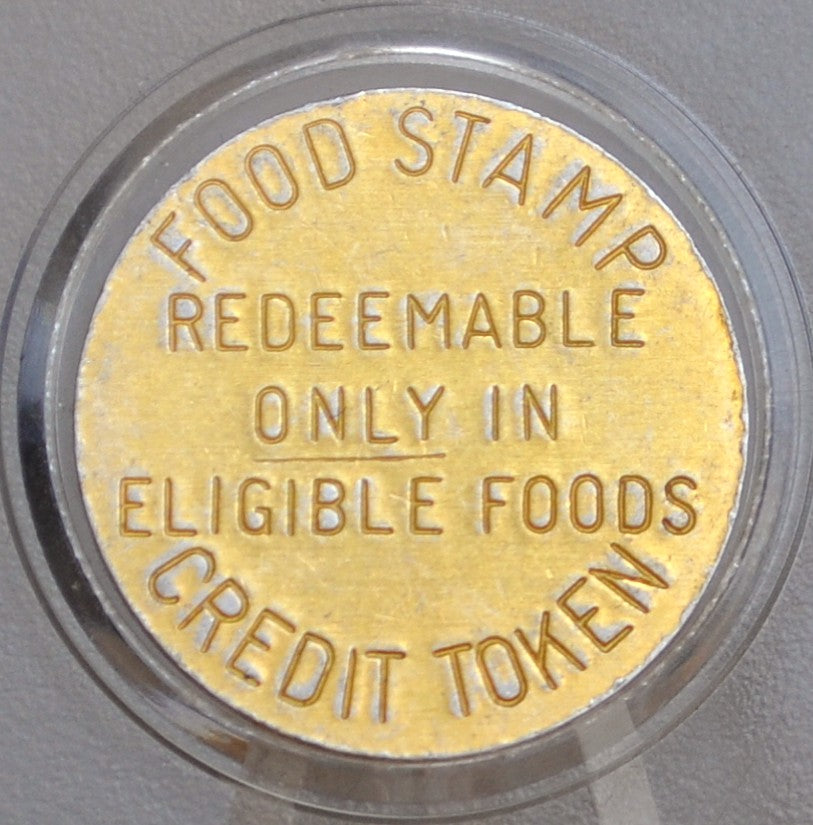 FOOD STAMP
REDEEMABLE
ONLY IN
ELIGIBLE FOODS
CREDIT TOKEN